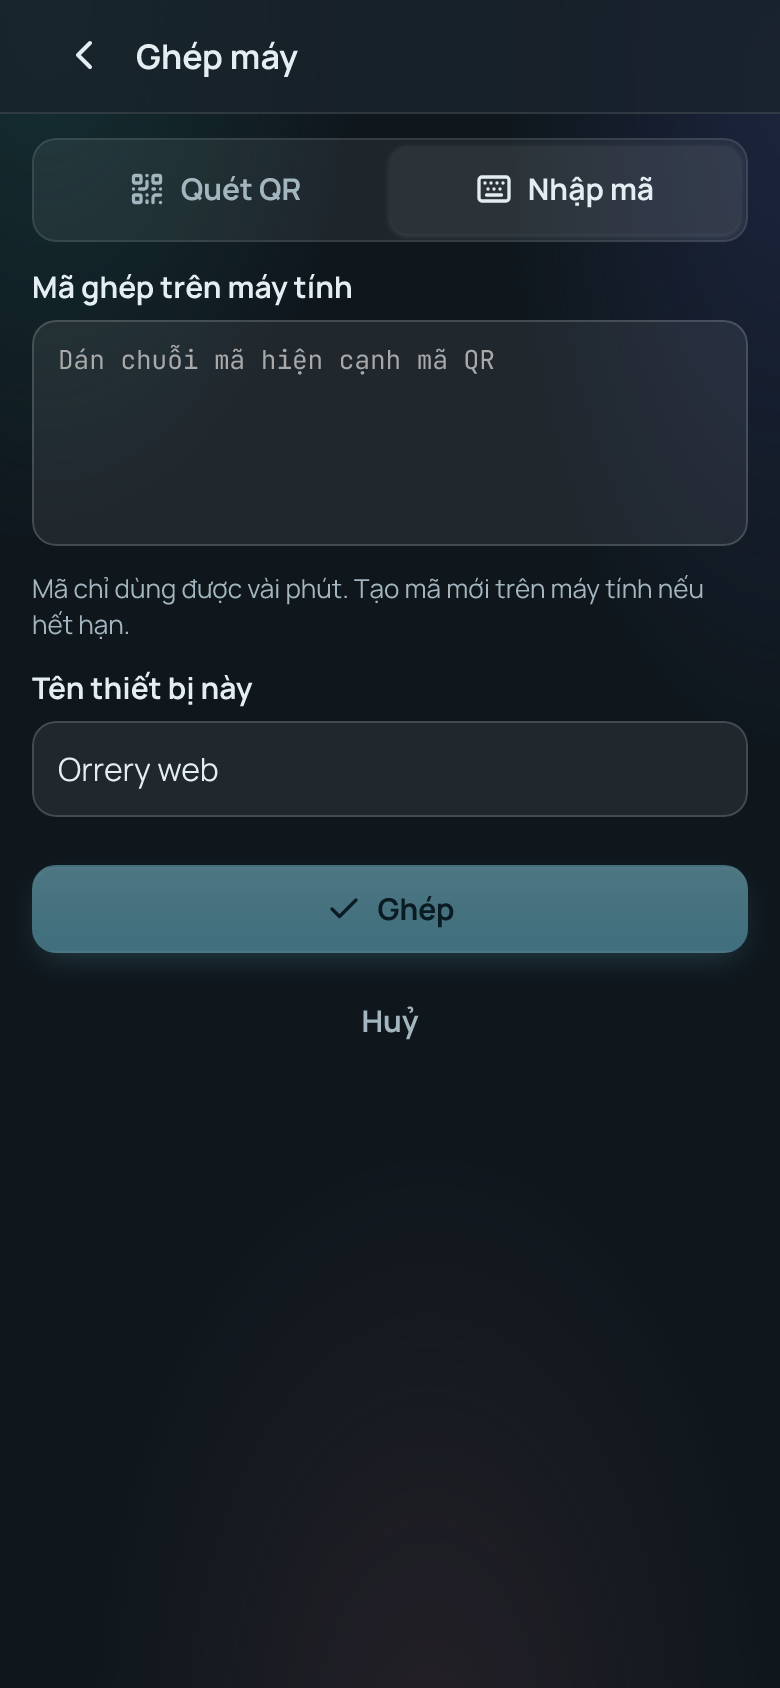 Ghép máy
Quét QR
Nhập mã
Mã ghép trên máy tính
Dán chuỗi mã hiện cạnh mã QR
Mã chỉ dùng được vài phút. Tạo mã mới trên máy tính nếu
hết hạn.
Tên thiết bị này
Orrery web
Ghép
Huỷ